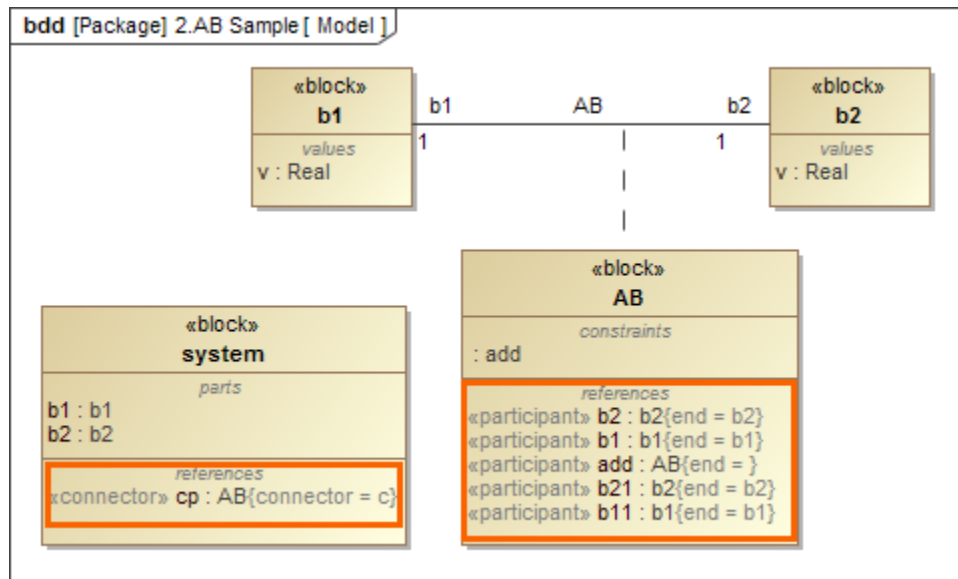 bdd [Package] 2.AB Sample [ Model ]
«block»
b1
values
v : Real
b1
1
AB
b2
1
«block»
b2
values
v : Real
«block»
system
parts
b1 : b1
b2 : b2
references
«connector» cp : AB{connector = c}
«block»
AB
constraints
: add
references
«participant» b2 : b2{end = b2}
«participant» b1 : b1{end = b1}
«participant» add : AB{end = }
«participant» b21 : b2{end = b2}
«participant» b11 : b1{end = b1}